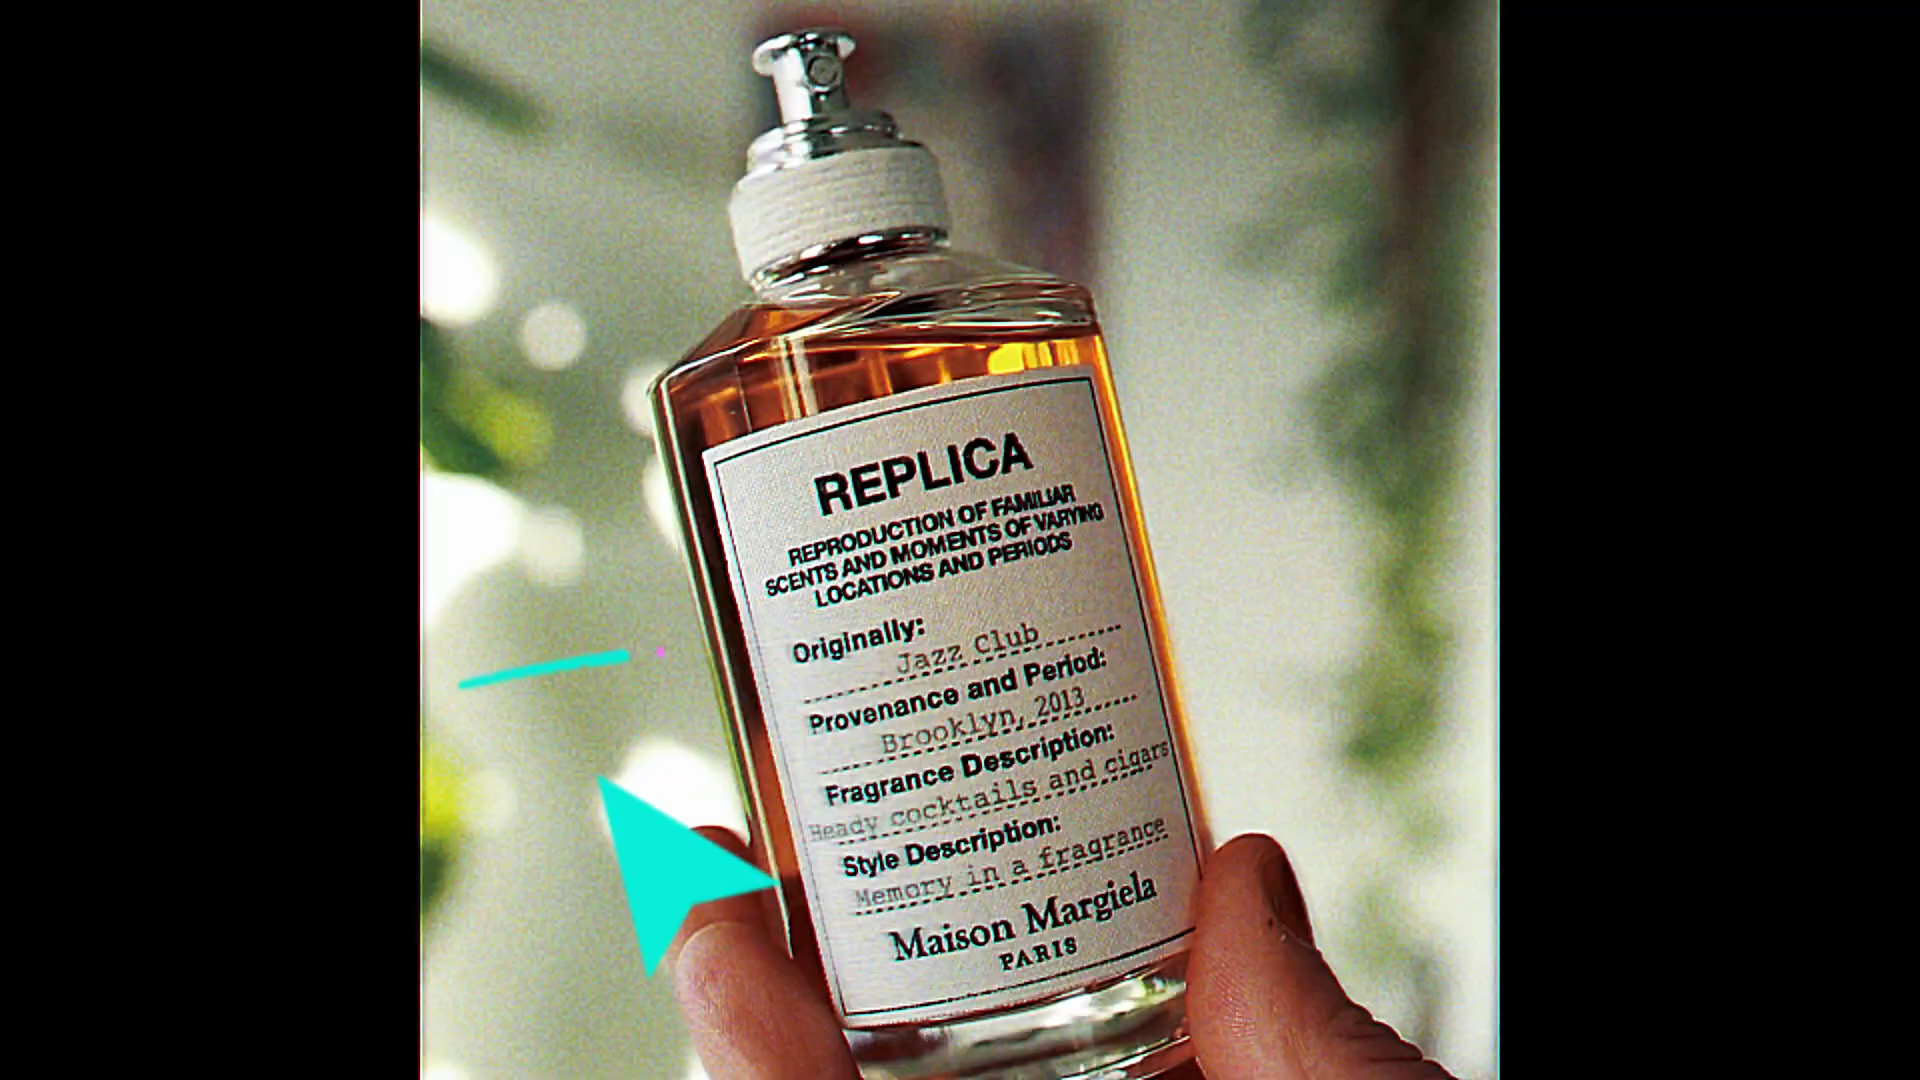 REPLICA
REPRODUCTION OF FAMILIAR
SCENTS AND MOMENTS OF VARYING
LOCATIONS AND PERIODS
Originally:
Jazz Club
Provenance and Period:
Brooklyn, 2013
Fragrance Description:
Heady cocktails and cigars
Style Description:
Memory in a fragrance
Maison Margiela
PARIS